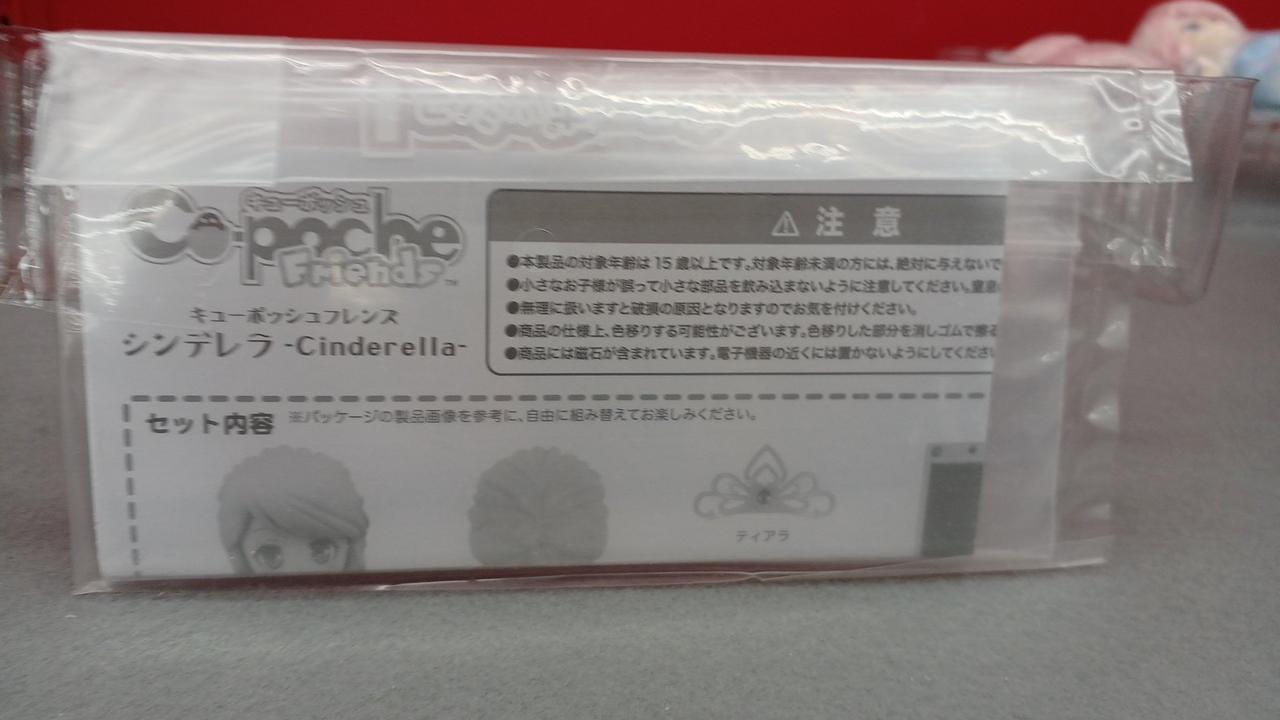 キューポッシュ
Cu-poche
Friends™
キューポッシュフレンズ
シンデレラ -Cinderella-
⚠ 注 意
●本製品の対象年齢は 15 歳以上です。対象年齢未満の方には、絶対に与えないで
●小さなお子様が誤って小さな部品を飲み込まないように注意してください。窒息
●無理に扱いますと破損の原因となりますのでお気を付けください。
●商品の仕様上、色移りする可能性がございます。色移りした部分を消しゴムで擦る
●商品には磁石が含まれています。電子機器の近くには置かないようにしてくださ
セット内容 ※パッケージの製品画像を参考に、自由に組み替えてお楽しみください。
ティアラ